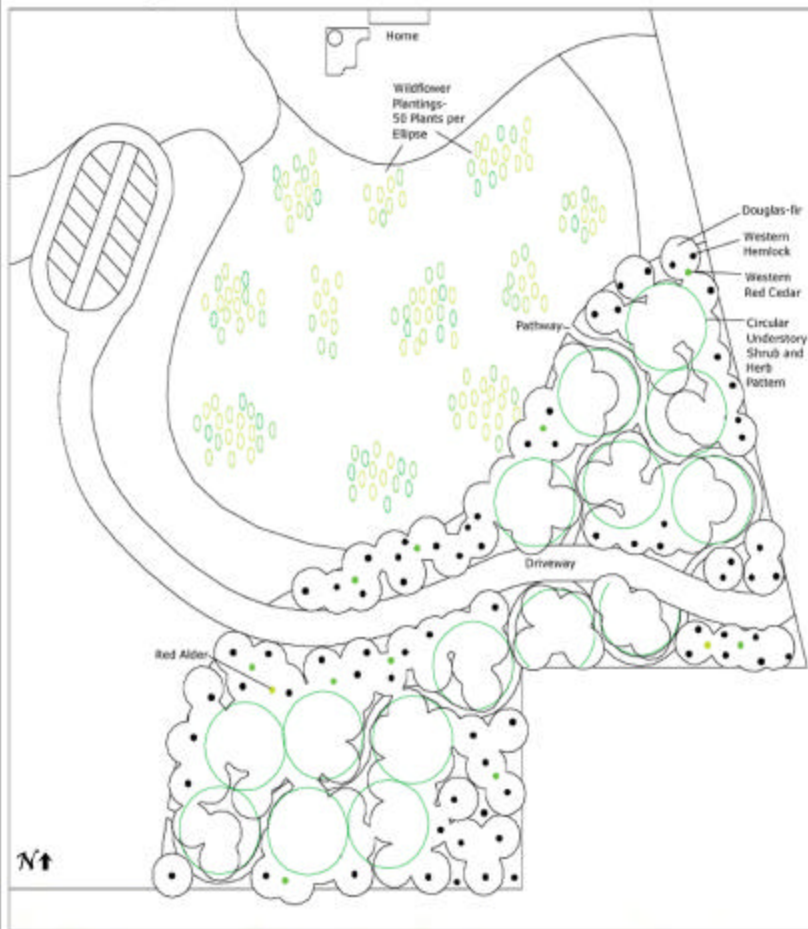 Home
Wildflower
Plantings-
50 Plants per
Ellipse
Douglas-fir
Western
Hemlock
Western
Red Cedar
Pathway
Circular
Understory
Shrub and
Herb
Pattern
Driveway
Red Alder
N